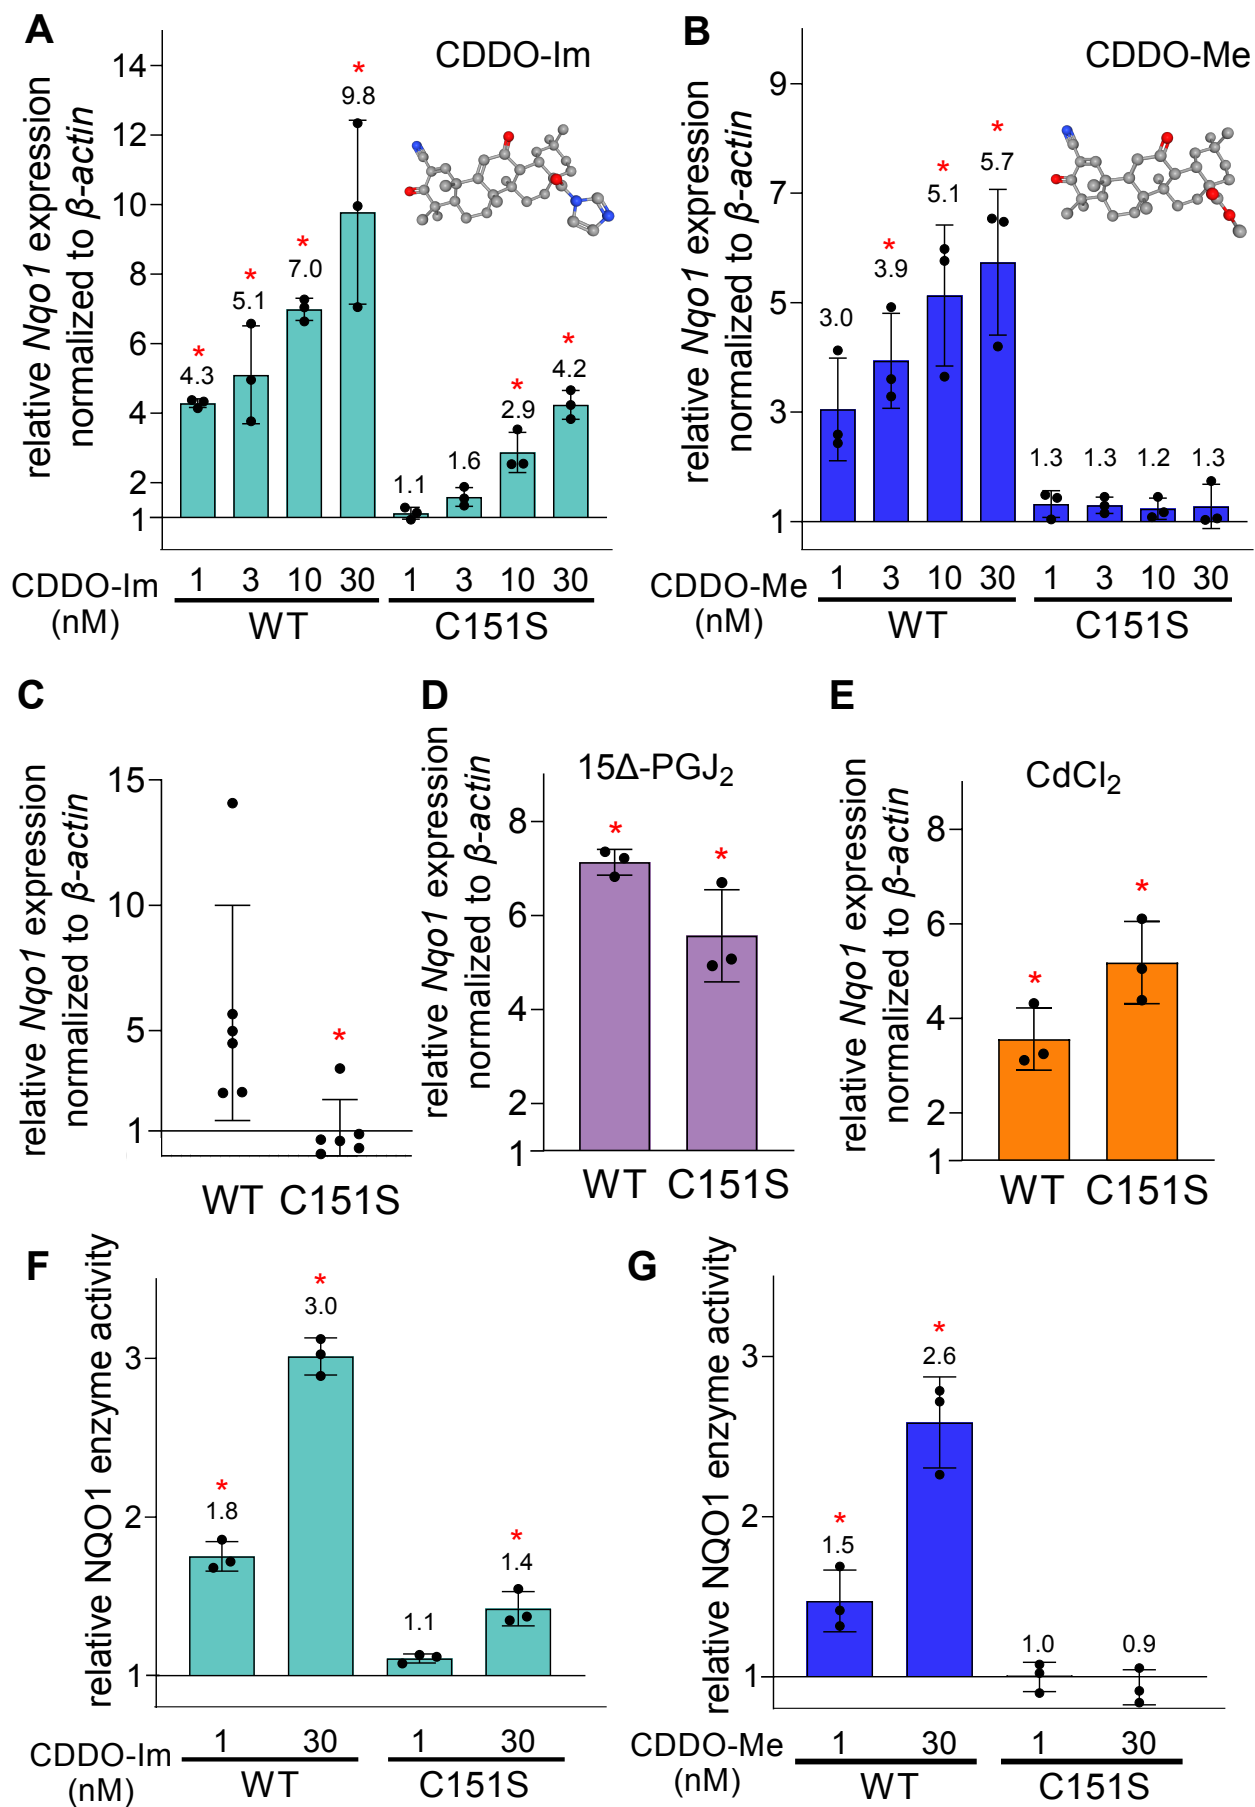 A
CDDO-Im
relative Nqo1 expression
normalized to β-actin
14
12
10
8
6
4
2
1
* * * * * *
4.3 5.1 7.0 9.8 1.1 1.6 2.9 4.2
CDDO-Im
(nM)
1 3 10 30 1 3 10 30
WT C151S
B
CDDO-Me
relative Nqo1 expression
normalized to β-actin
9
7
5
3
1
* * *
3.0 3.9 5.1 5.7 1.3 1.3 1.2 1.3
CDDO-Me
(nM)
1 3 10 30 1 3 10 30
WT C151S
C
relative Nqo1 expression
normalized to β-actin
15
10
5
1
*
WT C151S
D
15Δ-PGJ2
relative Nqo1 expression
normalized to β-actin
8
6
4
2
1
* *
WT C151S
E
CdCl2
relative Nqo1 expression
normalized to β-actin
8
6
4
2
1
* *
WT C151S
F
relative NQO1 enzyme activity
3
2
1
* * *
1.8 3.0 1.1 1.4
CDDO-Im
(nM)
1 30 1 30
WT C151S
G
relative NQO1 enzyme activity
3
2
1
* *
1.5 2.6 1.0 0.9
CDDO-Me
(nM)
1 30 1 30
WT C151S